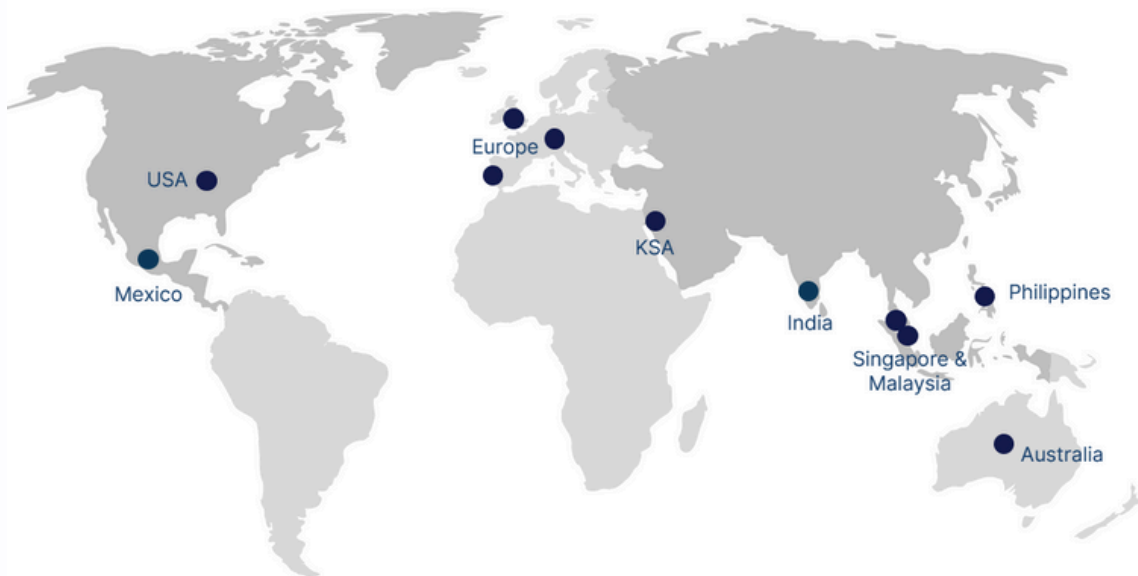 Europe
USA
KSA
Mexico
Philippines
India
Singapore &
Malaysia
Australia